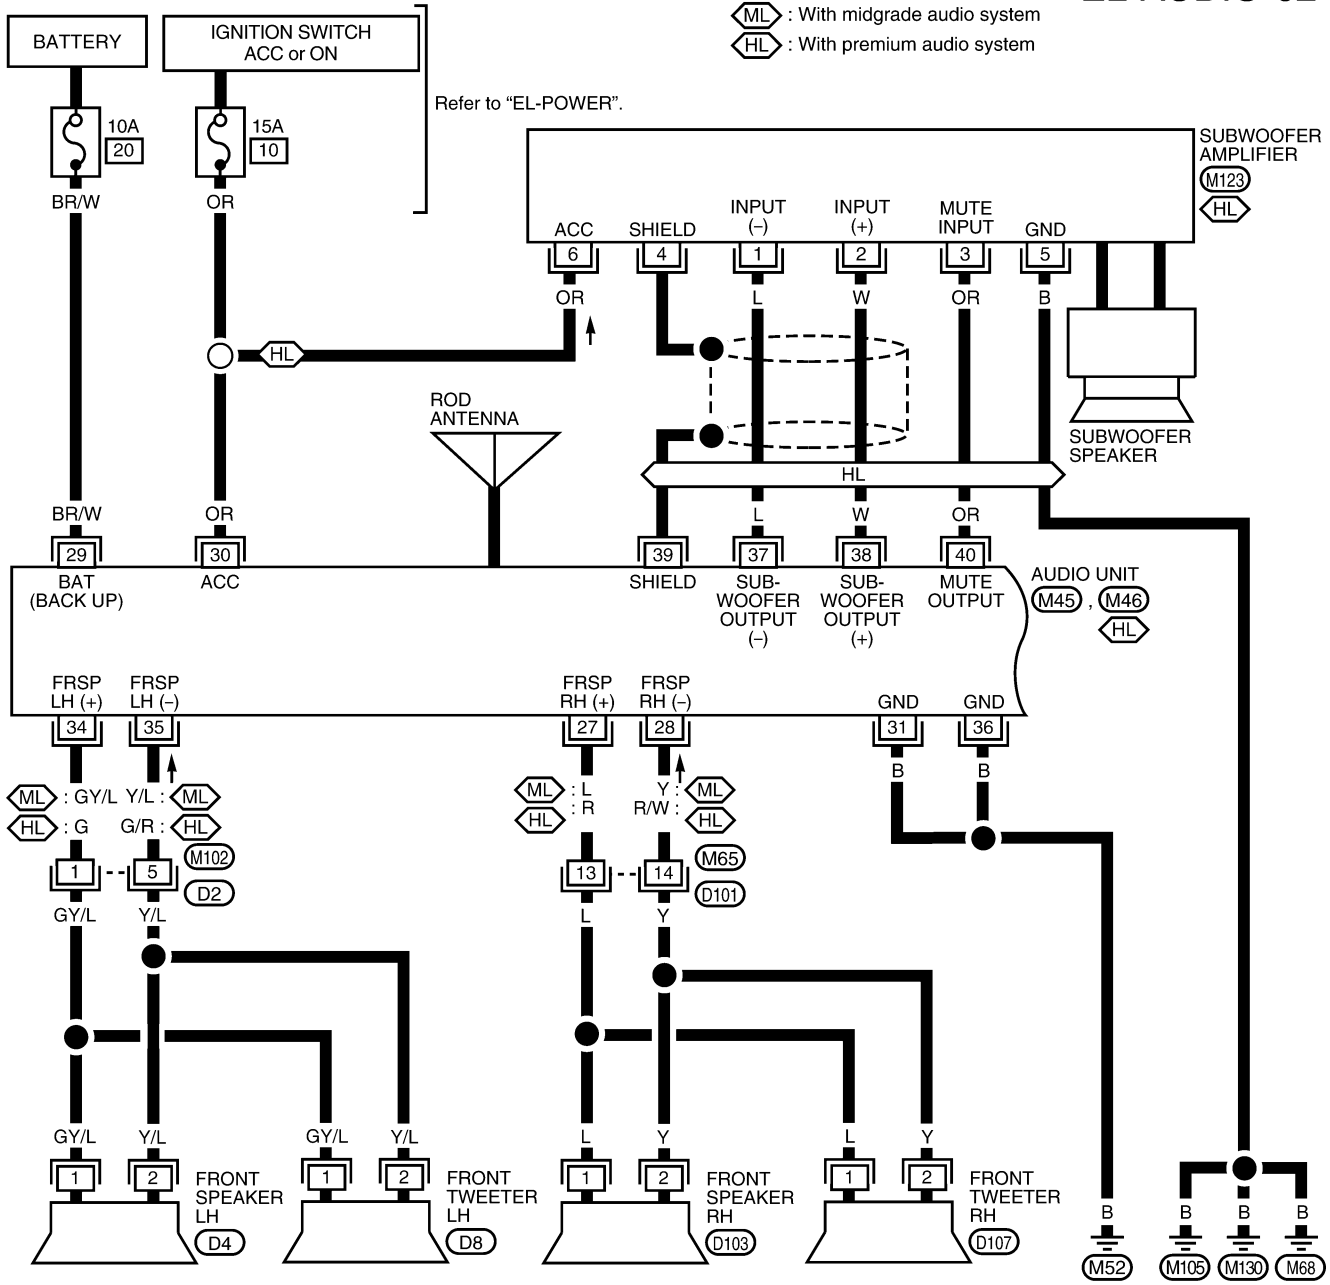 ML : With midgrade audio system
HL : With premium audio system
BATTERY
IGNITION SWITCH
ACC or ON
Refer to “EL-POWER”.
10A
20
15A
10
BR/W
OR
SUBWOOFER
AMPLIFIER
M123
HL
ACC
SHIELD
INPUT
(–)
INPUT
(+)
MUTE
INPUT
GND
6 4 1 2 3 5
OR L W OR B
HL
ROD
ANTENNA
SUBWOOFER
SPEAKER
HL
BR/W OR L W OR
29 30 39 37 38 40
BAT
(BACK UP)
ACC
SHIELD
SUB-
WOOFER
OUTPUT
(–)
SUB-
WOOFER
OUTPUT
(+)
MUTE
OUTPUT
AUDIO UNIT
M45 , M46
HL
FRSP
LH (+)
FRSP
LH (–)
FRSP
RH (+)
FRSP
RH (–)
GND
GND
34 35 27 28 31 36
B B
ML : GY/L Y/L : ML
HL : G G/R : HL
ML : L Y : ML
HL : R R/W : HL
M102
D2
M65
D101
1 5 13 14
GY/L Y/L L Y
GY/L Y/L GY/L Y/L L Y L Y
1 2 1 2 1 2 1 2
FRONT
SPEAKER
LH
D4
FRONT
TWEETER
LH
D8
FRONT
SPEAKER
RH
D103
FRONT
TWEETER
RH
D107
B B B B
M52 M105 M130 M68